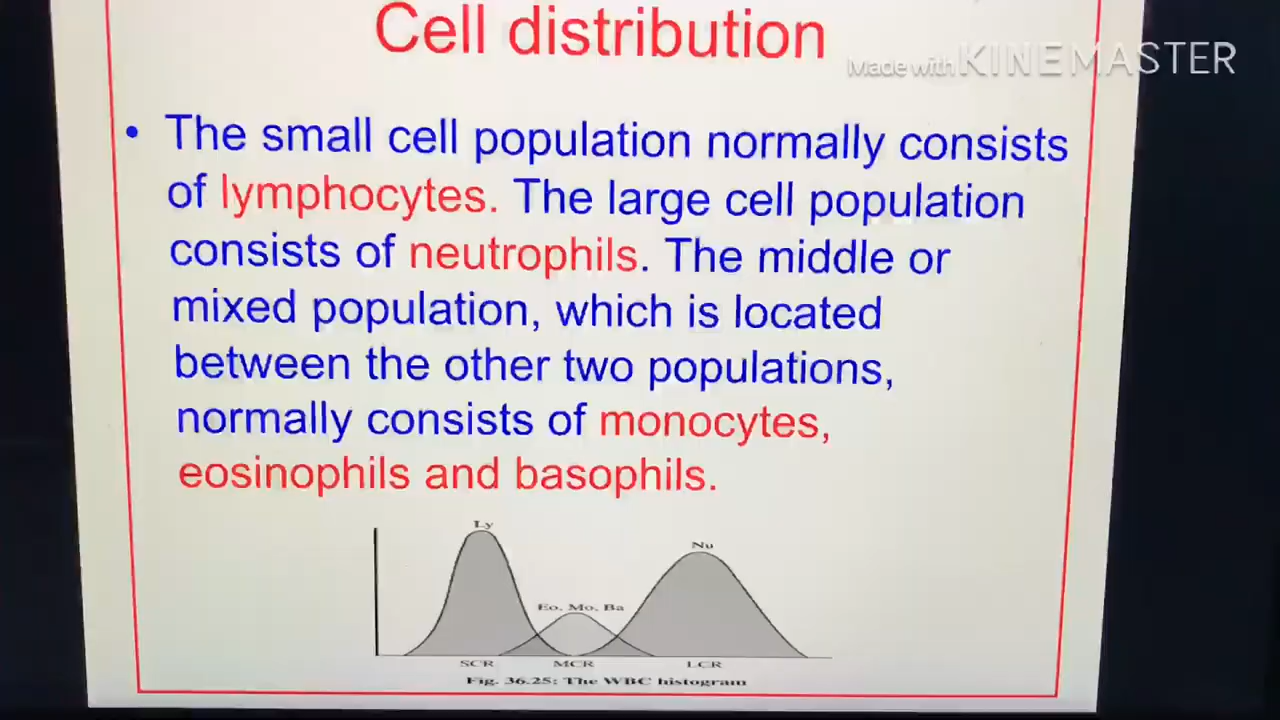 Cell distribution
Made with KINEMASTER
• The small cell population normally consists
of lymphocytes. The large cell population
consists of neutrophils. The middle or
mixed population, which is located
between the other two populations,
normally consists of monocytes,
eosinophils and basophils.
Ly
Nu
Eo, Mo, Ba
SCR MCR LCR
Fig. 36.25: The WBC histogram